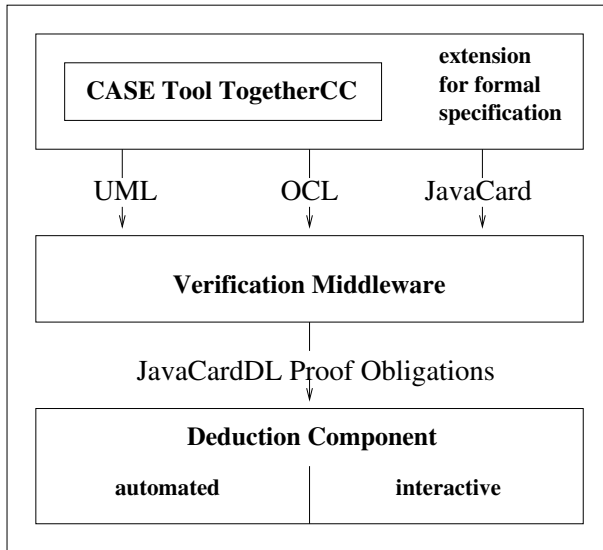 CASE Tool TogetherCC
extension
for formal
specification
UML OCL JavaCard
Verification Middleware
JavaCardDL Proof Obligations
Deduction Component
automated interactive